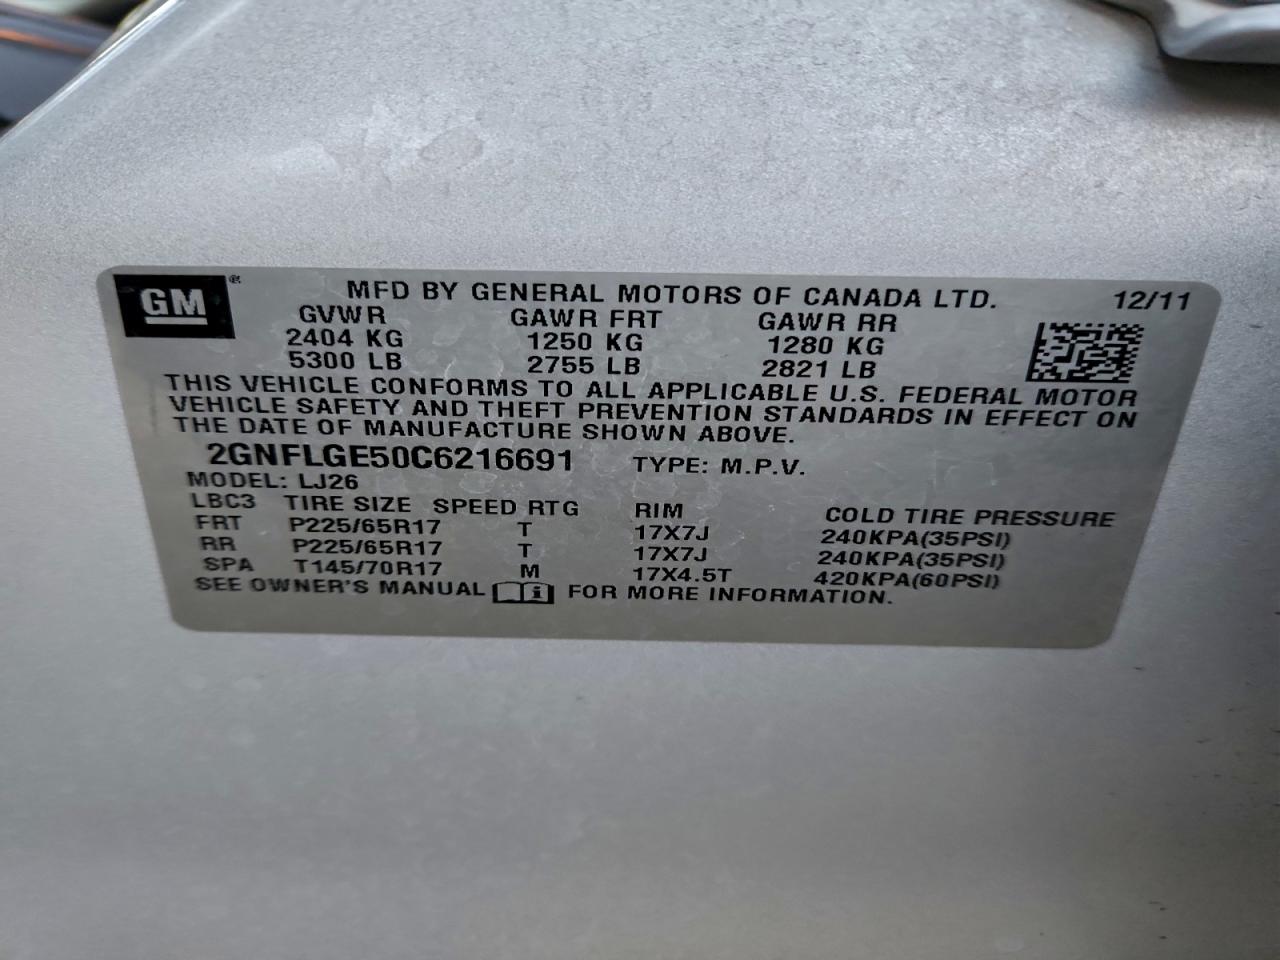 GM® MFD BY GENERAL MOTORS OF CANADA LTD. 12/11
GVWR GAWR FRT GAWR RR
2404 KG 1250 KG 1280 KG
5300 LB 2755 LB 2821 LB
THIS VEHICLE CONFORMS TO ALL APPLICABLE U.S. FEDERAL MOTOR
VEHICLE SAFETY AND THEFT PREVENTION STANDARDS IN EFFECT ON
THE DATE OF MANUFACTURE SHOWN ABOVE.
2GNFLGE50C6216691 TYPE: M.P.V.
MODEL: LJ26
LBC3 TIRE SIZE SPEED RTG RIM COLD TIRE PRESSURE
FRT P225/65R17 T 17X7J 240KPA(35PSI)
RR P225/65R17 T 17X7J 240KPA(35PSI)
SPA T145/70R17 M 17X4.5T 420KPA(60PSI)
SEE OWNER'S MANUAL i FOR MORE INFORMATION.